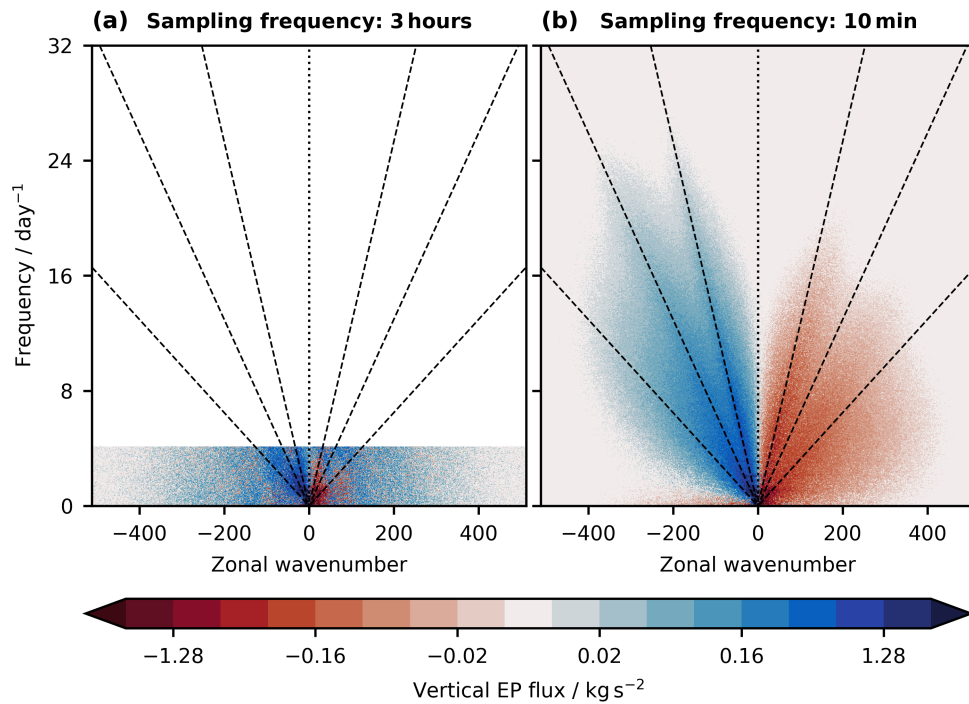 (a) Sampling frequency: 3 hours
(b) Sampling frequency: 10 min
Frequency / day⁻¹
32
24
16
8
0
−400 −200 0 200 400
−400 −200 0 200 400
Zonal wavenumber
Zonal wavenumber
−1.28 −0.16 −0.02 0.02 0.16 1.28
Vertical EP flux / kg s⁻²